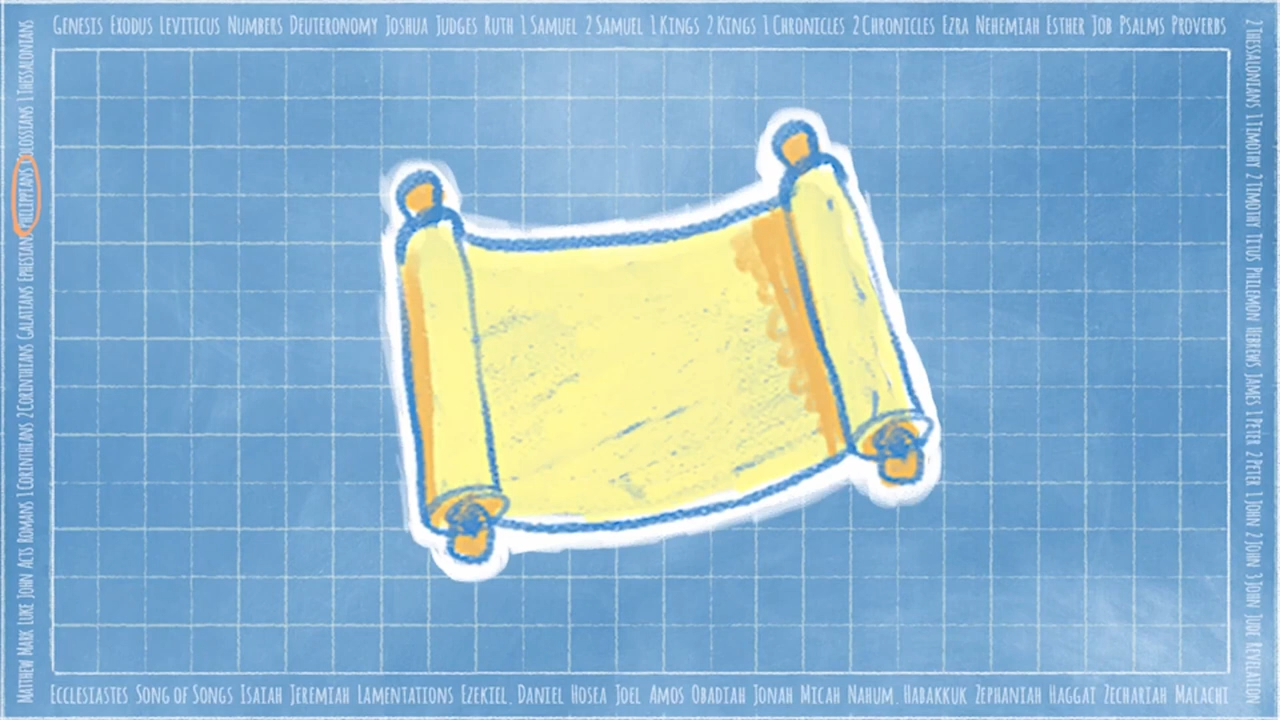 Genesis Exodus Leviticus Numbers Deuteronomy Joshua Judges Ruth 1 Samuel 2 Samuel 1 Kings 2 Kings 1 Chronicles 2 Chronicles Ezra Nehemiah Esther Job Psalms Proverbs
Ecclesiastes Song of Songs Isaiah Jeremiah Lamentations Ezekiel Daniel Hosea Joel Amos Obadiah Jonah Micah Nahum Habakkuk Zephaniah Haggai Zechariah Malachi
Matthew Mark Luke John Acts Romans 1 Corinthians 2 Corinthians Galatians Ephesians Philippians Colossians 1 Thessalonians
2 Thessalonians 1 Timothy 2 Timothy Titus Philemon Hebrews James 1 Peter 2 Peter 1 John 2 John 3 John Jude Revelation